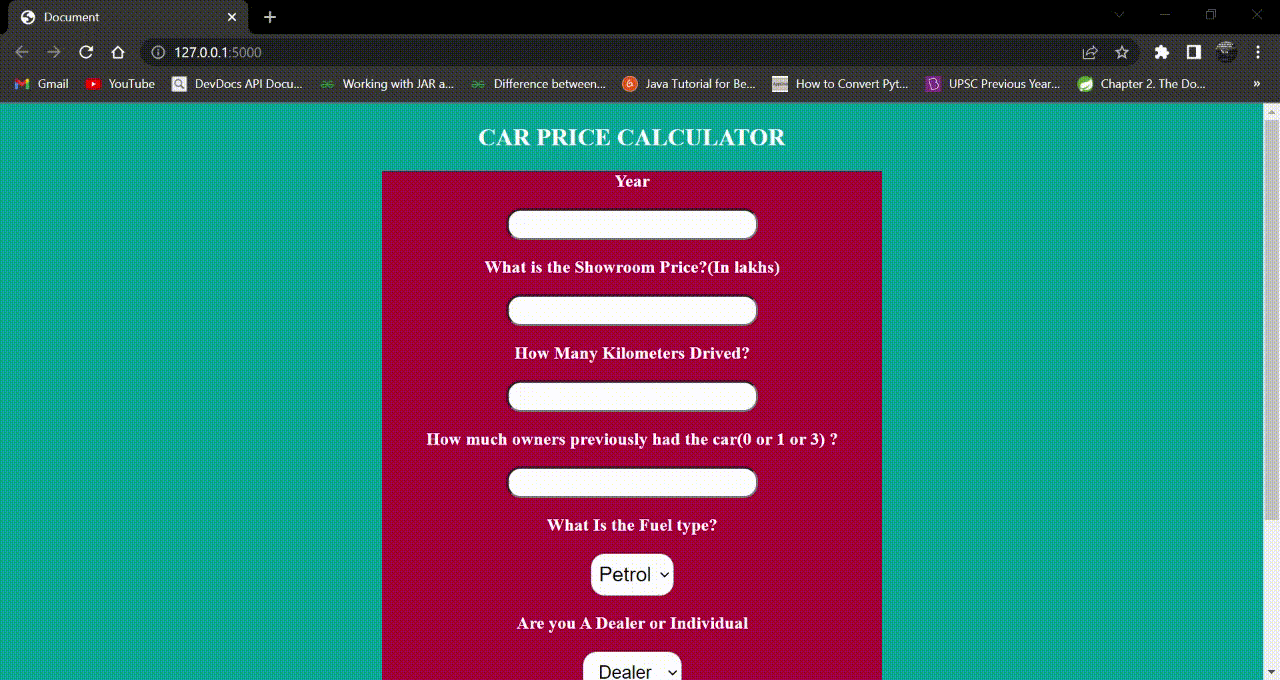 Document
127.0.0.1:5000
Gmail YouTube DevDocs API Docu... Working with JAR a... Difference between... Java Tutorial for Be... How to Convert Pyt... UPSC Previous Year... Chapter 2. The Do... »
CAR PRICE CALCULATOR
Year
What is the Showroom Price?(In lakhs)
How Many Kilometers Drived?
How much owners previously had the car(0 or 1 or 3) ?
What Is the Fuel type?
Petrol
Are you A Dealer or Individual
Dealer